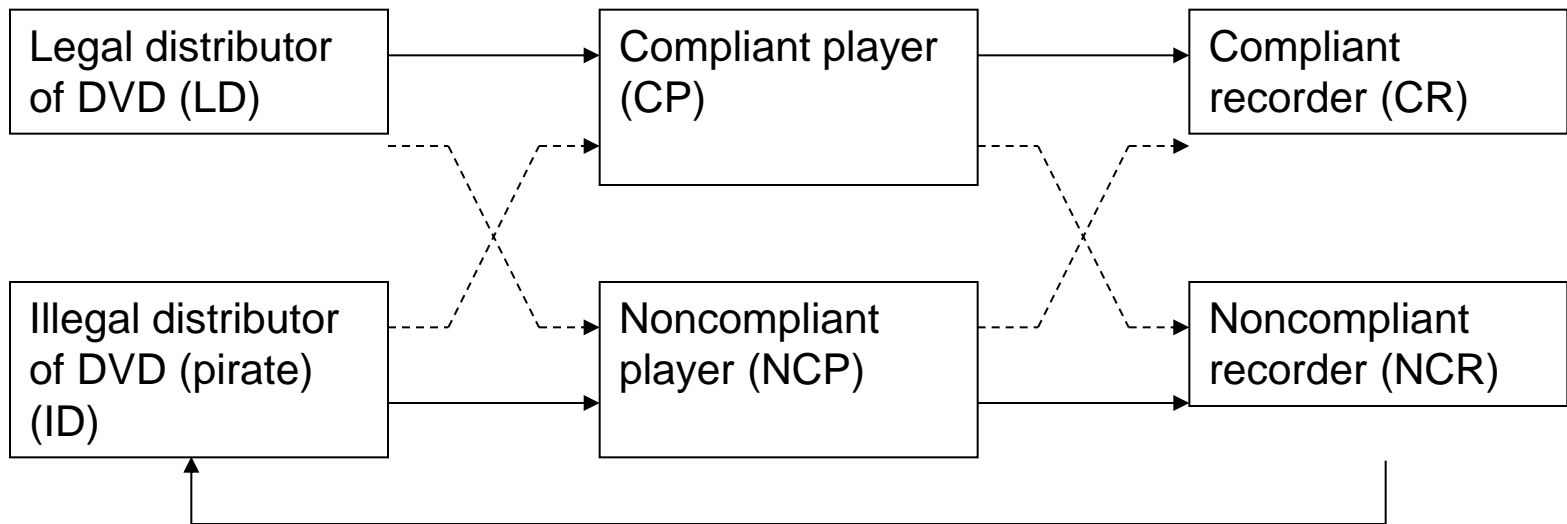 Legal distributor
of DVD (LD)
Compliant player
(CP)
Compliant
recorder (CR)
Illegal distributor
of DVD (pirate)
(ID)
Noncompliant
player (NCP)
Noncompliant
recorder (NCR)